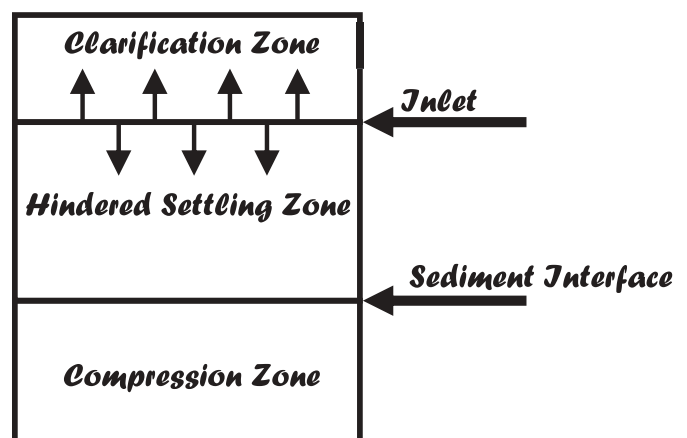 Clarification Zone
Inlet
Hindered Settling Zone
Sediment Interface
Compression Zone